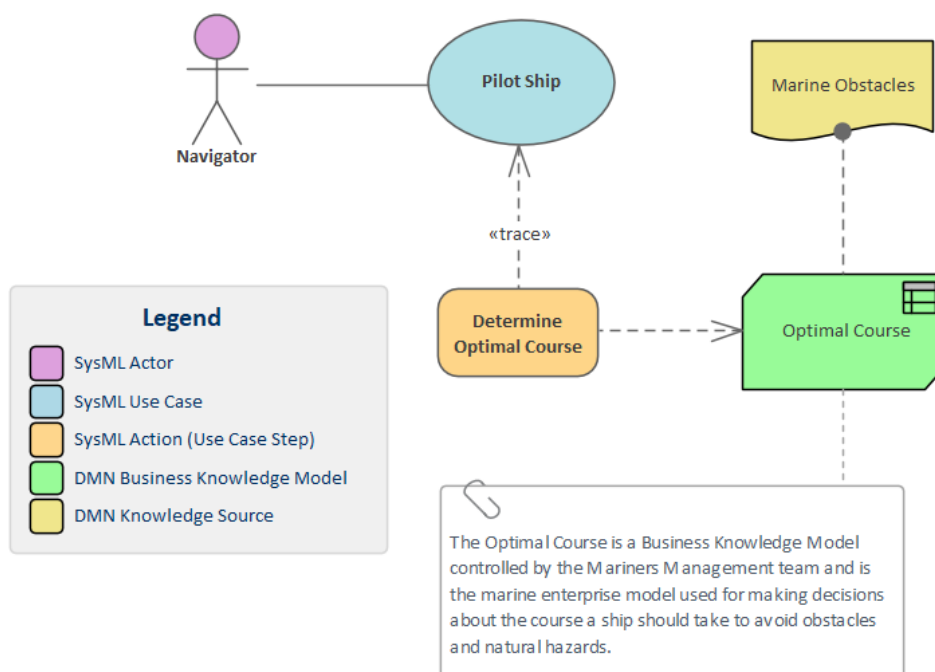 Pilot Ship
Marine Obstacles
Navigator
«trace»
Determine
Optimal Course
Optimal Course
Legend
SysML Actor
SysML Use Case
SysML Action (Use Case Step)
DMN Business Knowledge Model
DMN Knowledge Source
The Optimal Course is a Business Knowledge Model
controlled by the Mariners Management team and is
the marine enterprise model used for making decisions
about the course a ship should take to avoid obstacles
and natural hazards.